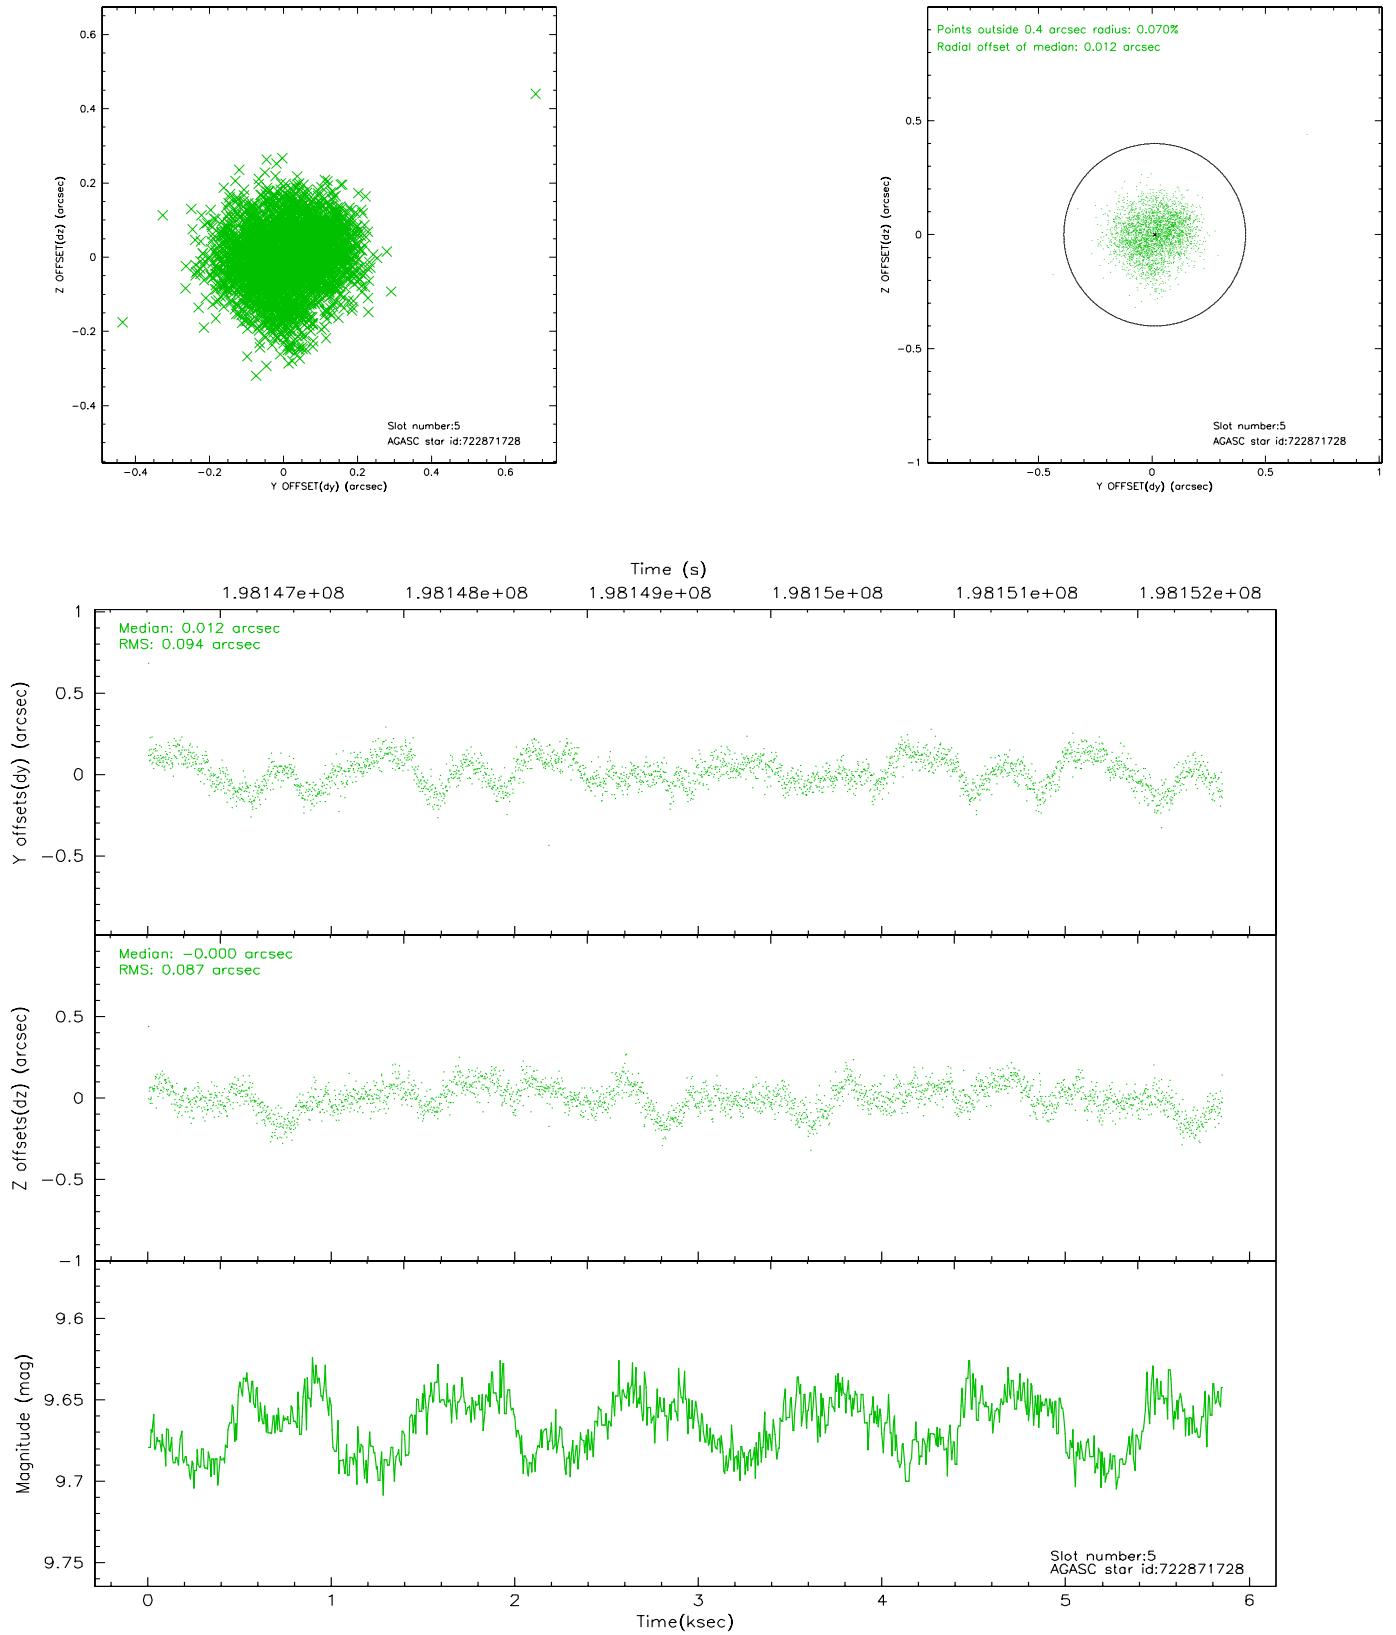 0.6
0.4
0.2
0
−0.2
−0.4
Z OFFSET(dz) (arcsec)
Slot number:5
AGASC star id:722871728
−0.4 −0.2 0 0.2 0.4 0.6
Y OFFSET(dy) (arcsec)
Points outside 0.4 arcsec radius: 0.070%
Radial offset of median: 0.012 arcsec
0.5
0
−0.5
−1
Z OFFSET(dz) (arcsec)
Slot number:5
AGASC star id:722871728
−0.5 0 0.5 1
Y OFFSET(dy) (arcsec)
Time (s)
1.98147e+08 1.98148e+08 1.98149e+08 1.9815e+08 1.98151e+08 1.98152e+08
Median: 0.012 arcsec
RMS: 0.094 arcsec
1
0.5
0
−0.5
Y offsets(dy) (arcsec)
Median: −0.000 arcsec
RMS: 0.087 arcsec
0.5
0
−0.5
−1
Z offsets(dz) (arcsec)
9.6
9.65
9.7
9.75
Magnitude (mag)
Slot number:5
AGASC star id:722871728
0 1 2 3 4 5 6
Time(ksec)